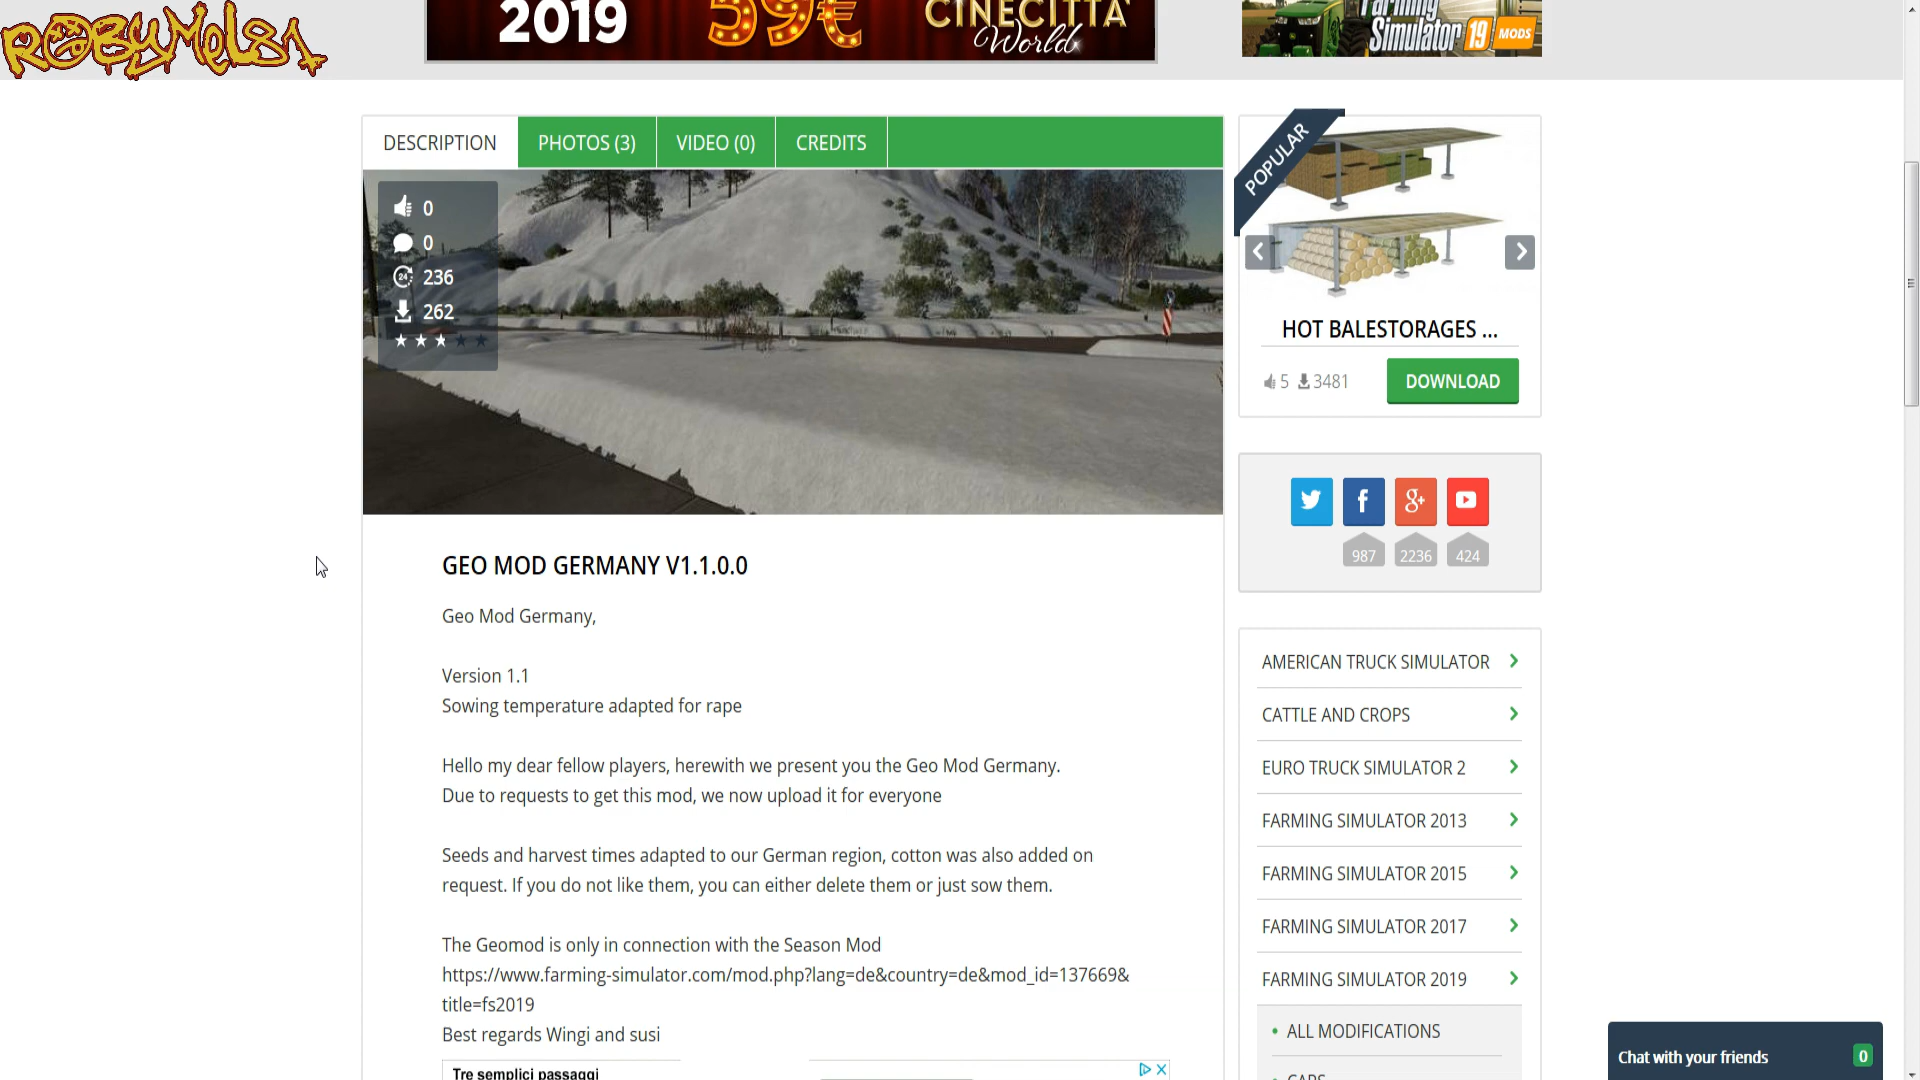 RobyMel81
2019 59€ CINECITTÀ World
Farming Simulator 19 MODS
DESCRIPTION PHOTOS (3) VIDEO (0) CREDITS
0
0
24 236
262
POPULAR
HOT BALESTORAGES ...
5 3481 DOWNLOAD
987 2236 424
GEO MOD GERMANY V1.1.0.0
Geo Mod Germany,
Version 1.1
Sowing temperature adapted for rape
Hello my dear fellow players, herewith we present you the Geo Mod Germany.
Due to requests to get this mod, we now upload it for everyone
Seeds and harvest times adapted to our German region, cotton was also added on
request. If you do not like them, you can either delete them or just sow them.
The Geomod is only in connection with the Season Mod
https://www.farming-simulator.com/mod.php?lang=de&country=de&mod_id=137669&
title=fs2019
Best regards Wingi and susi
Tre semplici passaggi
AMERICAN TRUCK SIMULATOR
CATTLE AND CROPS
EURO TRUCK SIMULATOR 2
FARMING SIMULATOR 2013
FARMING SIMULATOR 2015
FARMING SIMULATOR 2017
FARMING SIMULATOR 2019
• ALL MODIFICATIONS
• CARS
Chat with your friends 0